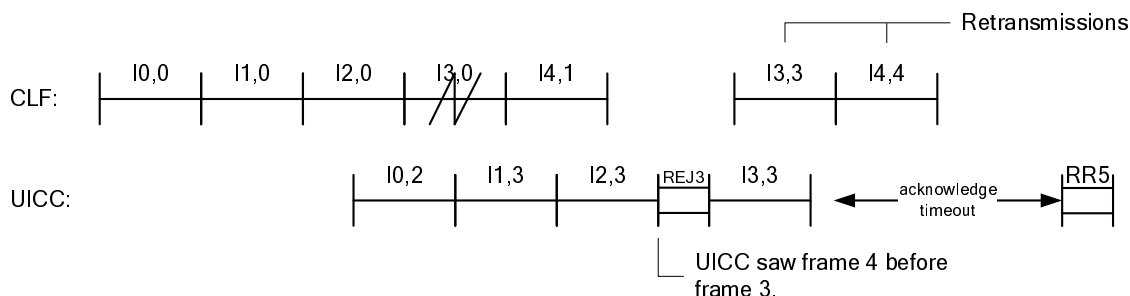 Retransmissions
I0,0 I1,0 I2,0 I3,0 I4,1 I3,3 I4,4
CLF:
I0,2 I1,3 I2,3 REJ3 I3,3 RR5
UICC:
acknowledge
timeout
UICC saw frame 4 before
frame 3.